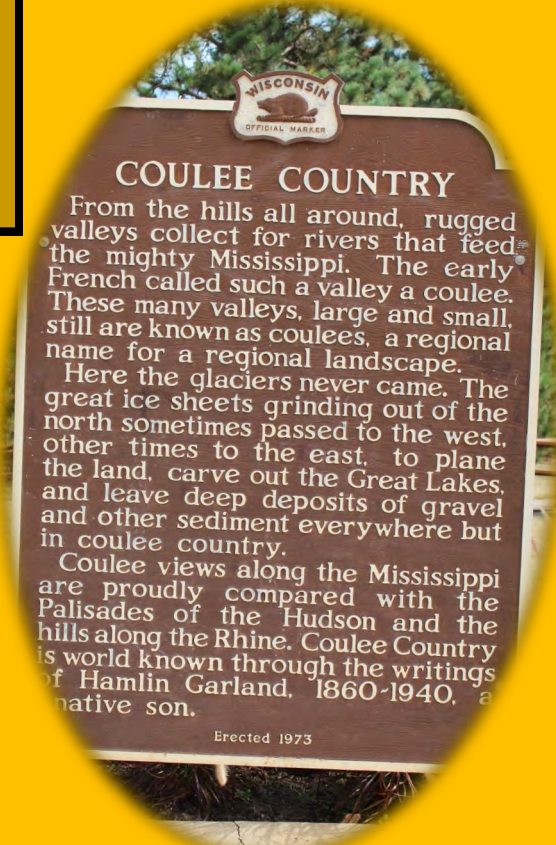 WISCONSIN
OFFICIAL MARKER
COULEE COUNTRY
From the hills all around, rugged
valleys collect for rivers that feed
the mighty Mississippi. The early
French called such a valley a coulee.
These many valleys, large and small,
still are known as coulees, a regional
name for a regional landscape.
Here the glaciers never came. The
great ice sheets grinding out of the
north sometimes passed to the west,
other times to the east, to plane
the land, carve out the Great Lakes,
and leave deep deposits of gravel
and other sediment everywhere but
in coulee country.
Coulee views along the Mississippi
are proudly compared with the
Palisades of the Hudson and the
hills along the Rhine. Coulee Country
is world known through the writings
of Hamlin Garland, 1860-1940, a
native son.
Erected 1973